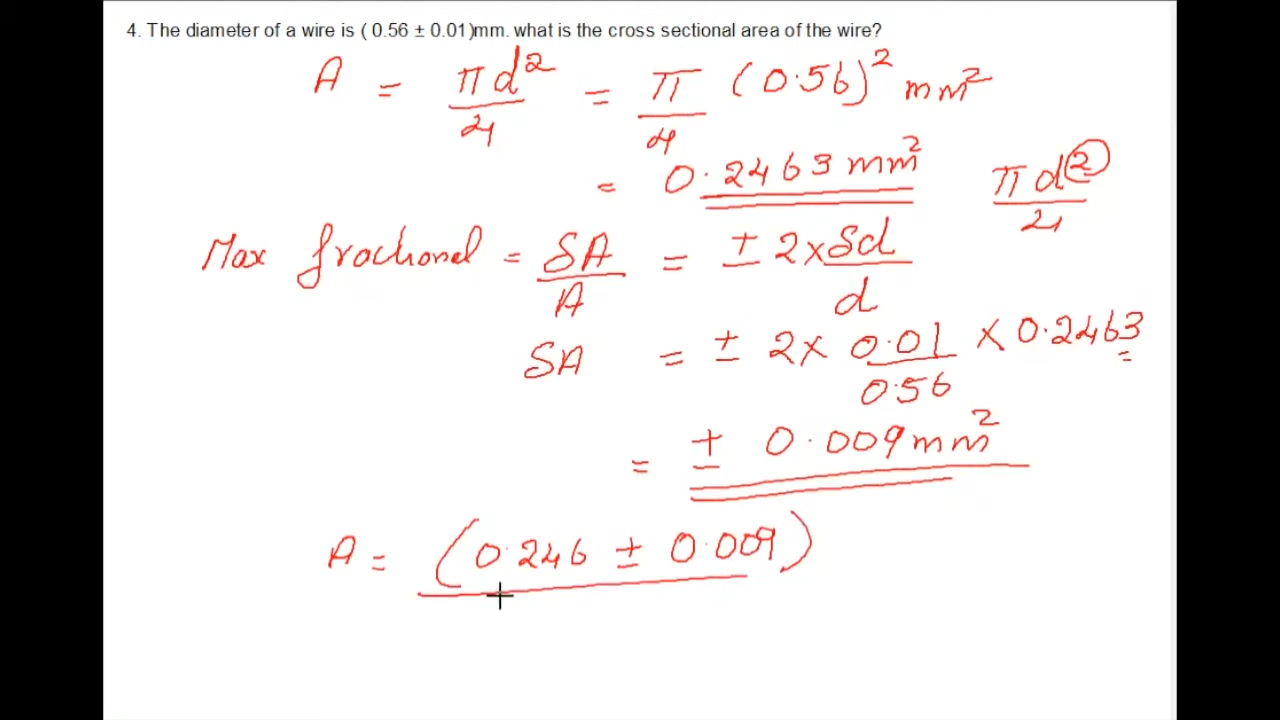 4. The diameter of a wire is ( 0.56 ± 0.01)mm. what is the cross sectional area of the wire?
A = πd²/4 = π/4 (0.56)² mm²
= 0.2463 mm²
πd²/4
Max fractional = δA/A = ± 2 × δd/d
δA = ± 2 × 0.01/0.56 × 0.2463
= ± 0.009 mm²
A = (0.246 ± 0.009)